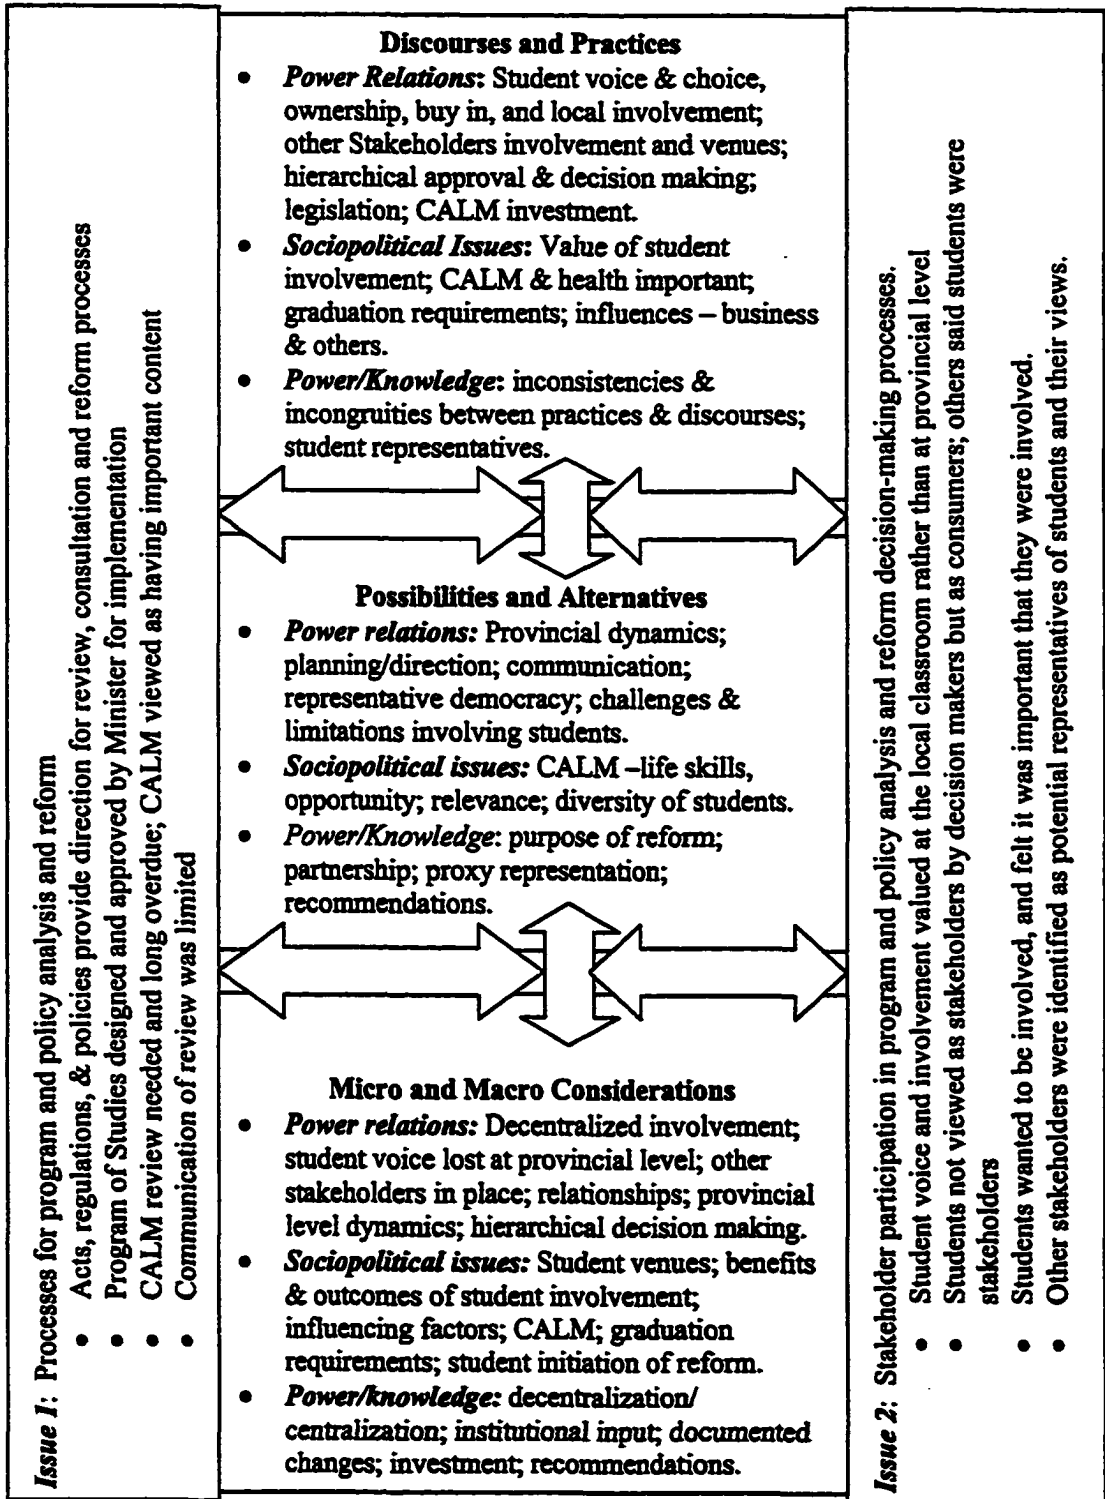 Issue 1: Processes for program and policy analysis and reform
• Acts, regulations, & policies provide direction for review, consultation and reform processes
• Program of Studies designed and approved by Minister for implementation
• CALM review needed and long overdue; CALM viewed as having important content
• Communication of review was limited
Discourses and Practices
• Power Relations: Student voice & choice,
ownership, buy in, and local involvement;
other Stakeholders involvement and venues;
hierarchical approval & decision making;
legislation; CALM investment.
• Sociopolitical Issues: Value of student
involvement; CALM & health important;
graduation requirements; influences – business
& others.
• Power/Knowledge: inconsistencies &
incongruities between practices & discourses;
student representatives.
Possibilities and Alternatives
• Power relations: Provincial dynamics;
planning/direction; communication;
representative democracy; challenges &
limitations involving students.
• Sociopolitical issues: CALM –life skills,
opportunity; relevance; diversity of students.
• Power/Knowledge: purpose of reform;
partnership; proxy representation;
recommendations.
Micro and Macro Considerations
• Power relations: Decentralized involvement;
student voice lost at provincial level; other
stakeholders in place; relationships; provincial
level dynamics; hierarchical decision making.
• Sociopolitical issues: Student venues; benefits
& outcomes of student involvement;
influencing factors; CALM; graduation
requirements; student initiation of reform.
• Power/knowledge: decentralization/
centralization; institutional input; documented
changes; investment; recommendations.
Issue 2: Stakeholder participation in program and policy analysis and reform decision-making processes.
• Student voice and involvement valued at the local classroom rather than at provincial level
• Students not viewed as stakeholders by decision makers but as consumers; others said students were
stakeholders
• Students wanted to be involved, and felt it was important that they were involved.
• Other stakeholders were identified as potential representatives of students and their views.